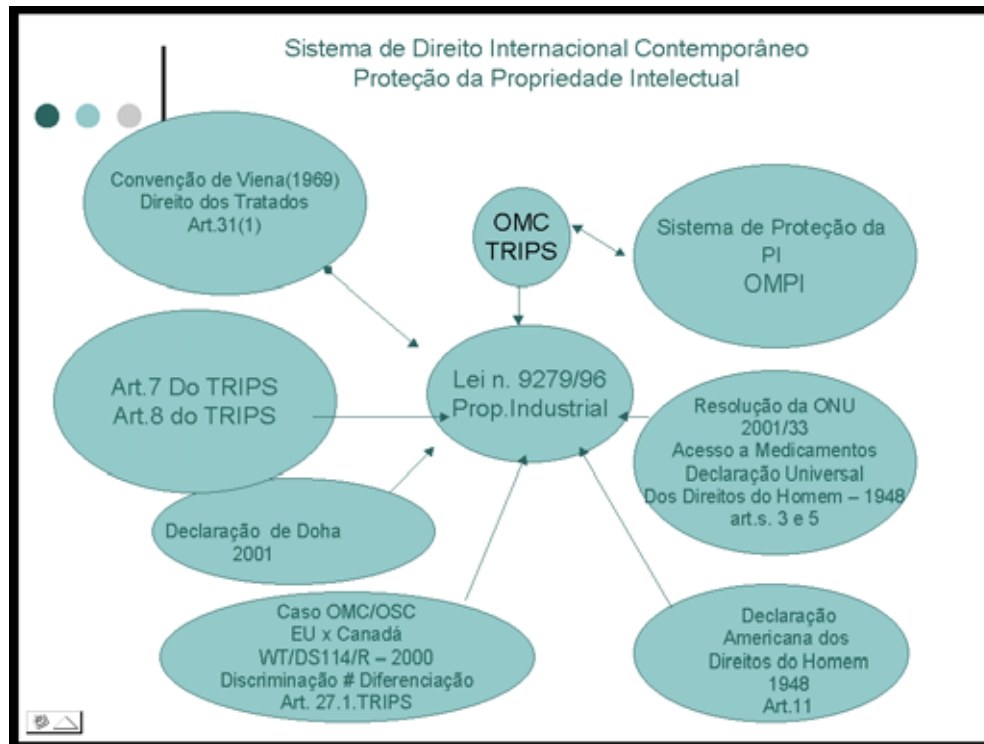 Sistema de Direito Internacional Contemporâneo
Proteção da Propriedade Intelectual
Convenção de Viena(1969)
Direito dos Tratados
Art.31(1)
OMC
TRIPS
Sistema de Proteção da
PI
OMPI
Art.7 Do TRIPS
Art.8 do TRIPS
Lei n. 9279/96
Prop.Industrial
Resolução da ONU
2001/33
Acesso a Medicamentos
Declaração Universal
Dos Direitos do Homem – 1948
art.s. 3 e 5
Declaração de Doha
2001
Caso OMC/OSC
EU x Canadá
WT/DS114/R – 2000
Discriminação # Diferenciação
Art. 27.1.TRIPS
Declaração
Americana dos
Direitos do Homem
1948
Art.11